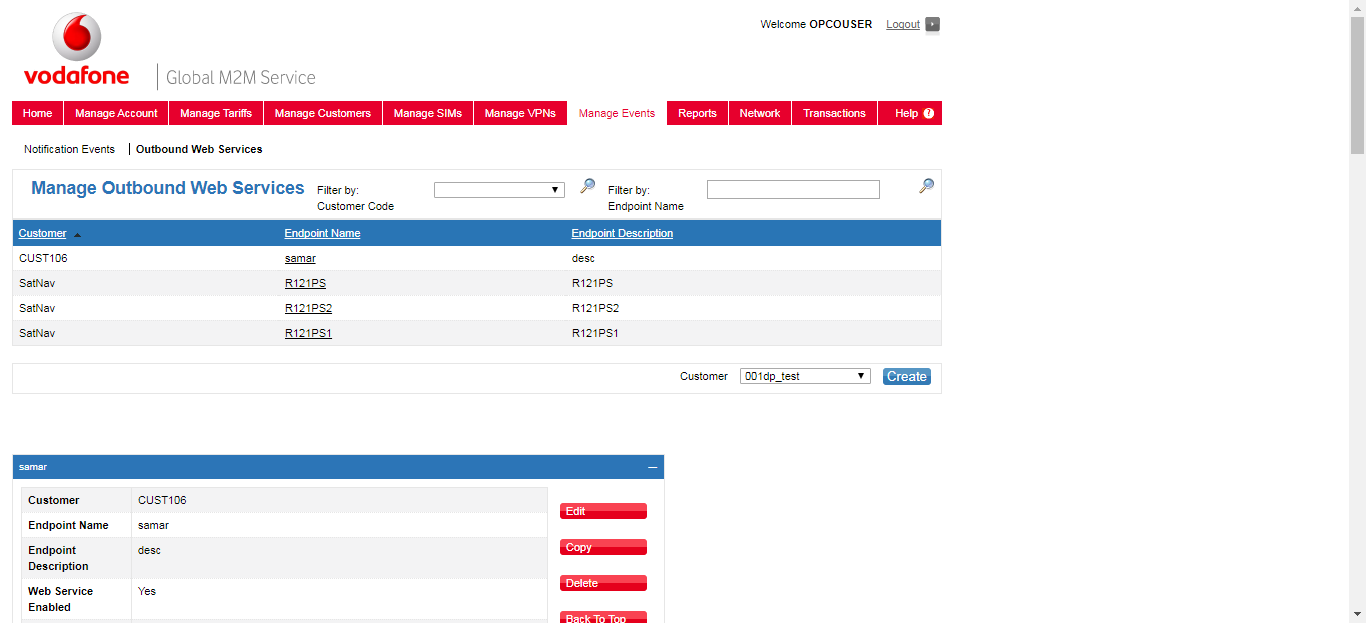 Welcome OPCOUSER Logout
vodafone Global M2M Service
Home Manage Account Manage Tariffs Manage Customers Manage SIMs Manage VPNs Manage Events Reports Network Transactions Help ?
Notification Events Outbound Web Services
Manage Outbound Web Services Filter by: Filter by:
Customer Code Endpoint Name
Customer Endpoint Name Endpoint Description
CUST106 samar desc
SatNav R121PS R121PS
SatNav R121PS2 R121PS2
SatNav R121PS1 R121PS1
Customer 001dp_test Create
samar
Customer CUST106
Edit
Endpoint Name samar
Copy
Endpoint desc
Description
Delete
Web Service Yes
Enabled
Back To Top